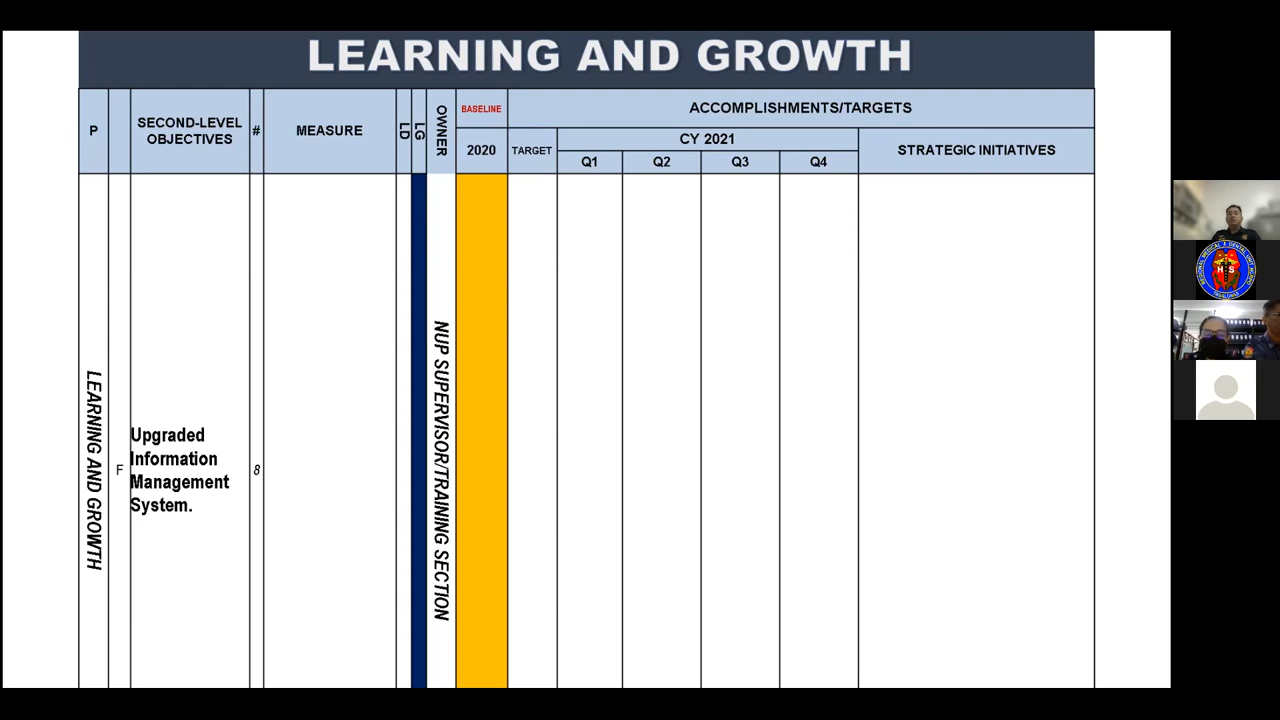 LEARNING AND GROWTH
P
SECOND-LEVEL
OBJECTIVES
#
MEASURE
LD
LG
OWNER
BASELINE
2020
ACCOMPLISHMENTS/TARGETS
TARGET
CY 2021
Q1
Q2
Q3
Q4
STRATEGIC INITIATIVES
LEARNING AND GROWTH
F
Upgraded
Information
Management
System.
8
NUP SUPERVISOR/TRAINING SECTION
HS